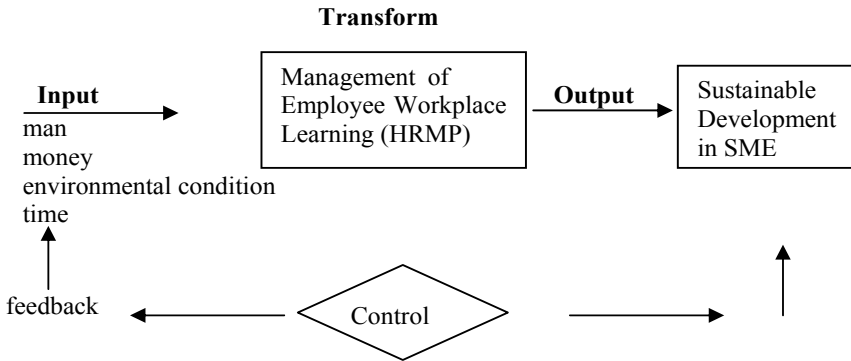 Transform
Input
man
money
environmental condition
time
Management of
Employee Workplace
Learning (HRMP)
Output
Sustainable
Development
in SME
feedback
Control